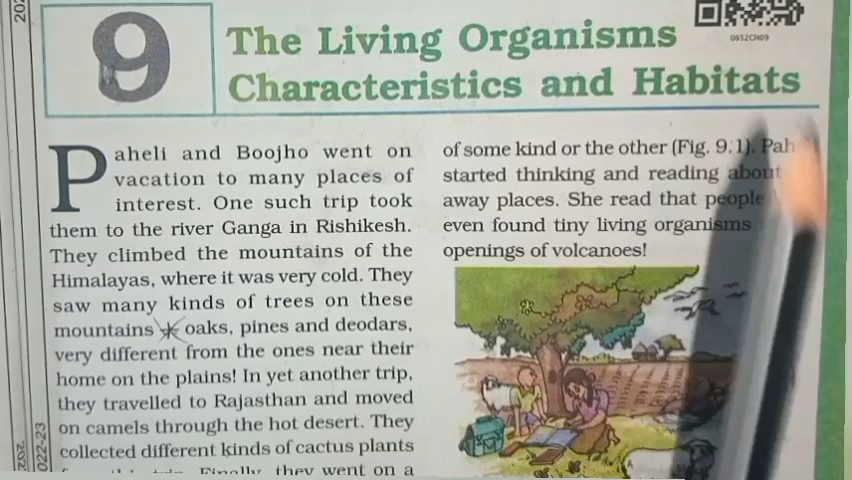 9
The Living Organisms
Characteristics and Habitats
0652CH09
Paheli and Boojho went on
vacation to many places of
interest. One such trip took
them to the river Ganga in Rishikesh.
They climbed the mountains of the
Himalayas, where it was very cold. They
saw many kinds of trees on these
mountains oaks, pines and deodars,
very different from the ones near their
home on the plains! In yet another trip,
they travelled to Rajasthan and moved
on camels through the hot desert. They
collected different kinds of cactus plants
Finally, they went on a
of some kind or the other (Fig. 9.1). Pah
started thinking and reading about
away places. She read that people
even found tiny living organisms
openings of volcanoes!
022-23